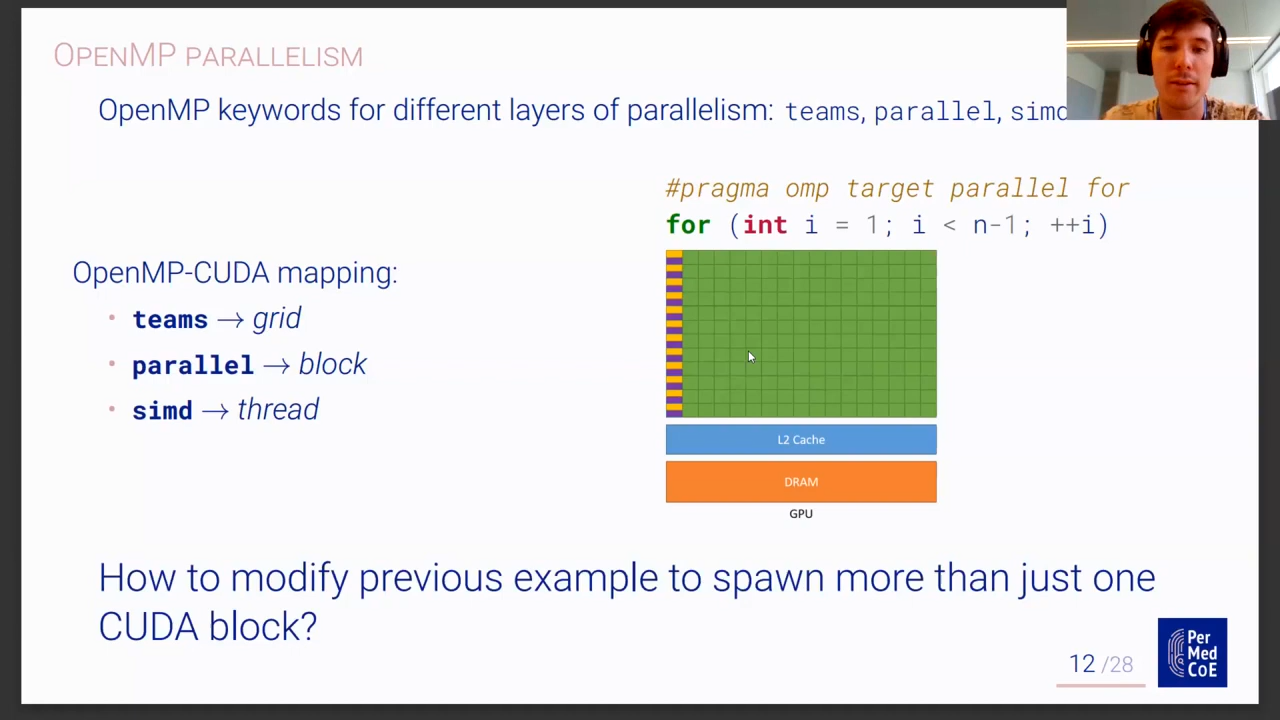 OpenMP parallelism
OpenMP keywords for different layers of parallelism: teams, parallel, simd
#pragma omp target parallel for
for (int i = 1; i < n-1; ++i)
OpenMP-CUDA mapping:
• teams → grid
• parallel → block
• simd → thread
L2 Cache
DRAM
GPU
How to modify previous example to spawn more than just one
CUDA block?
12 /28
Per
Med
CoE